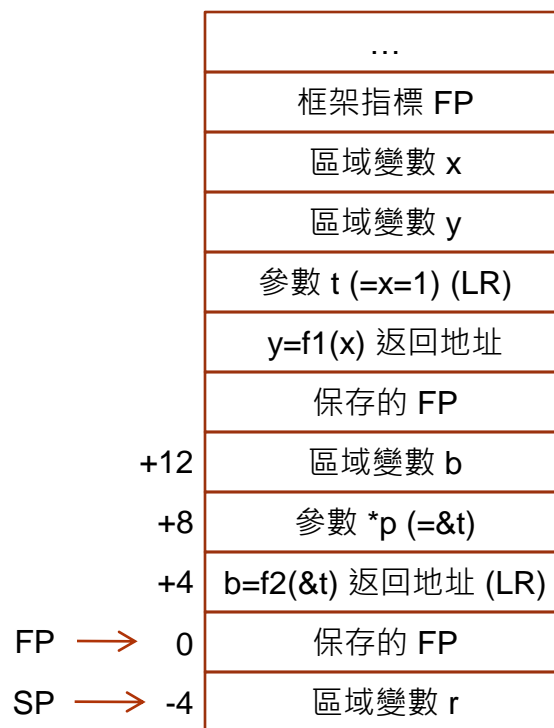 …
框架指標 FP
區域變數 x
區域變數 y
參數 t (=x=1) (LR)
y=f1(x) 返回地址
保存的 FP
+12 區域變數 b
+8 參數 *p (=&t)
+4 b=f2(&t) 返回地址 (LR)
FP 0 保存的 FP
SP -4 區域變數 r